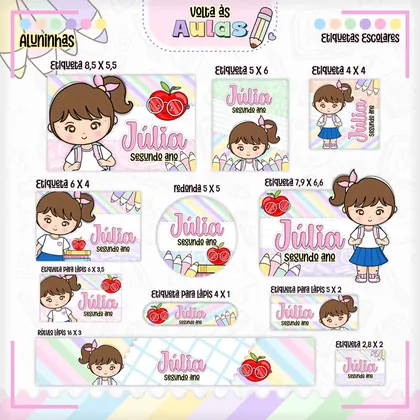 VOLTA ÀS
AULAS
ALUNINHAS
ETIQUETAS ESCOLARES
ETIQUETA 8,5 X 5,5
Júlia
SEGUNDO ANO
ETIQUETA 5 X 6
Júlia
SEGUNDO ANO
ETIQUETA 4 X 4
Júlia
SEGUNDO ANO
ETIQUETA 6 X 4
Júlia
SEGUNDO ANO
REDONDA 5 X 5
Júlia
SEGUNDO ANO
ETIQUETA 7,9 X 6,6
Júlia
SEGUNDO ANO
ETIQUETA PARA LÁPIS 6 X 3,5
Júlia
SEGUNDO ANO
ETIQUETA PARA LÁPIS 4 X 1
Júlia
SEGUNDO ANO
ETIQUETA PARA LÁPIS 5 X 2
Júlia
SEGUNDO ANO
RÓTULO LÁPIS 16 X 3
Júlia
SEGUNDO ANO
ETIQUETA 2,8 X 2
Júlia
SEGUNDO ANO